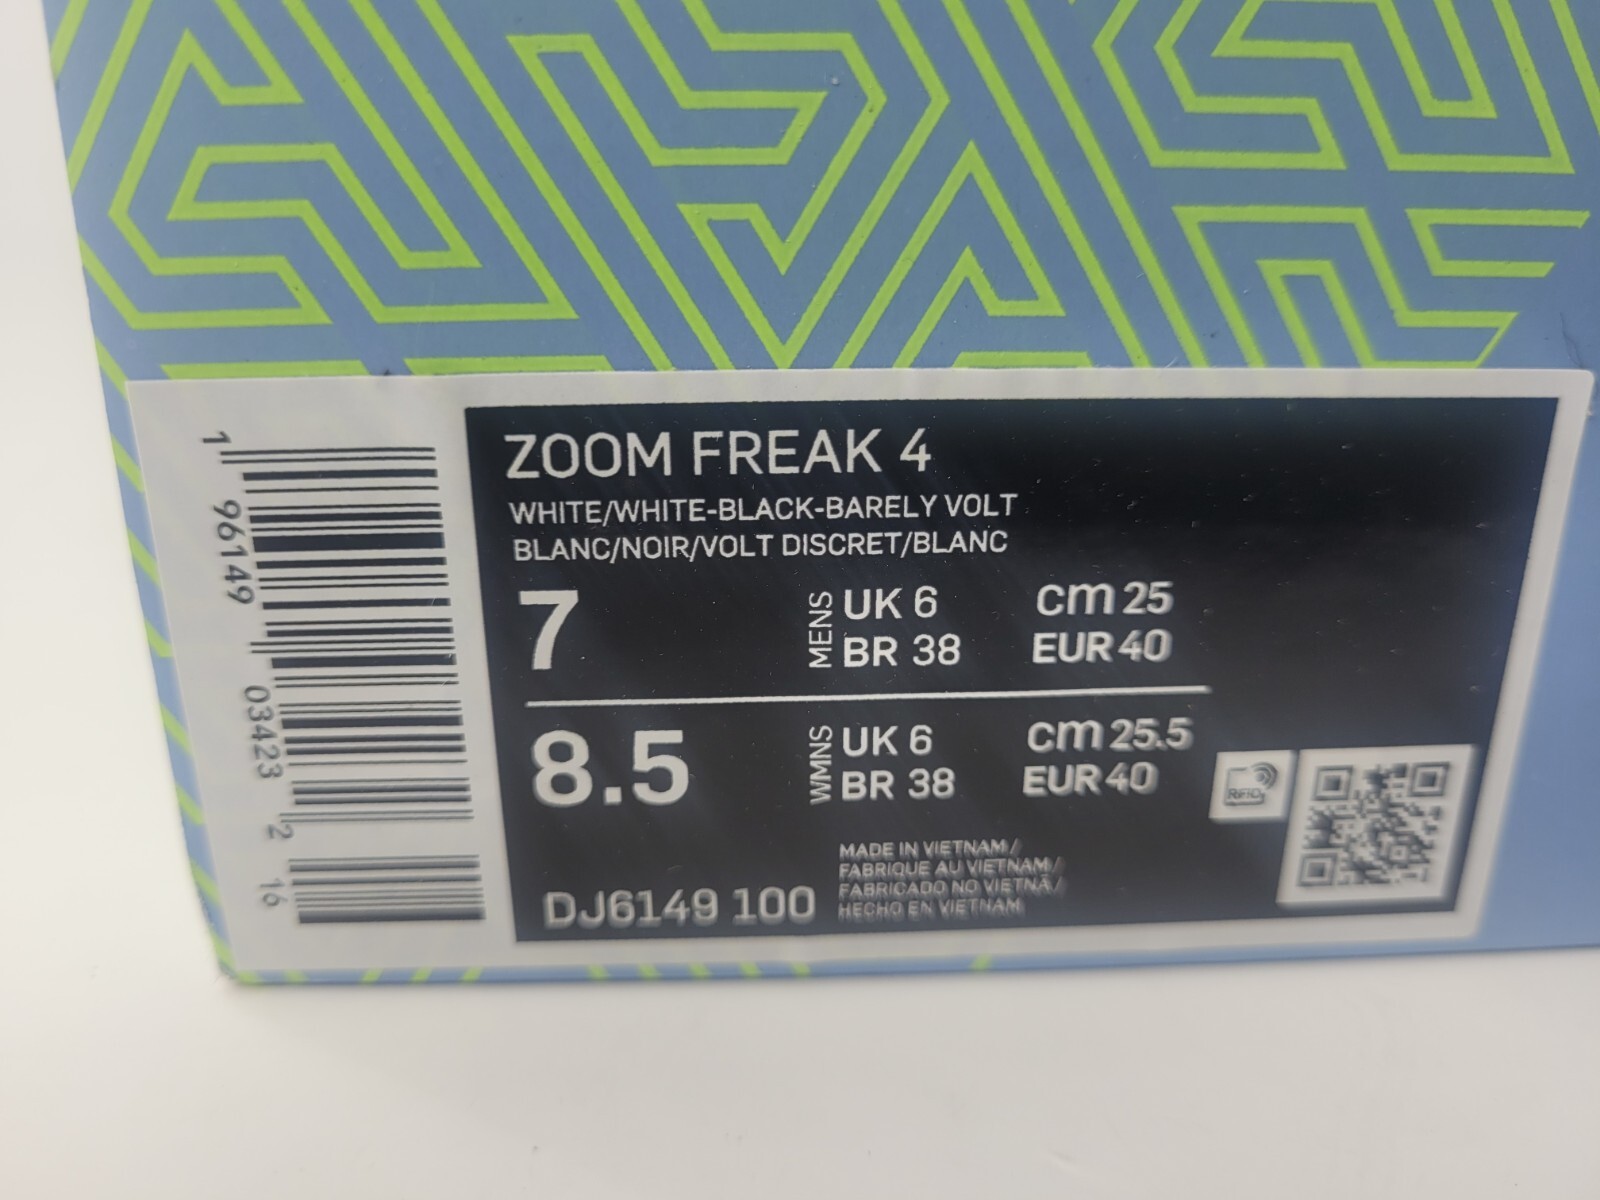 ZOOM FREAK 4
WHITE/WHITE-BLACK-BARELY VOLT
BLANC/NOIR/VOLT DISCRET/BLANC
7
MENS
UK 6
cm 25
BR 38
EUR 40
8.5
WMNS
UK 6
cm 25.5
BR 38
EUR 40
RFID
MADE IN VIETNAM /
FABRIQUE AU VIETNAM /
FABRICADO NO VIETNÃ /
HECHO EN VIETNAM
DJ6149 100
1 96149 03423 2 16